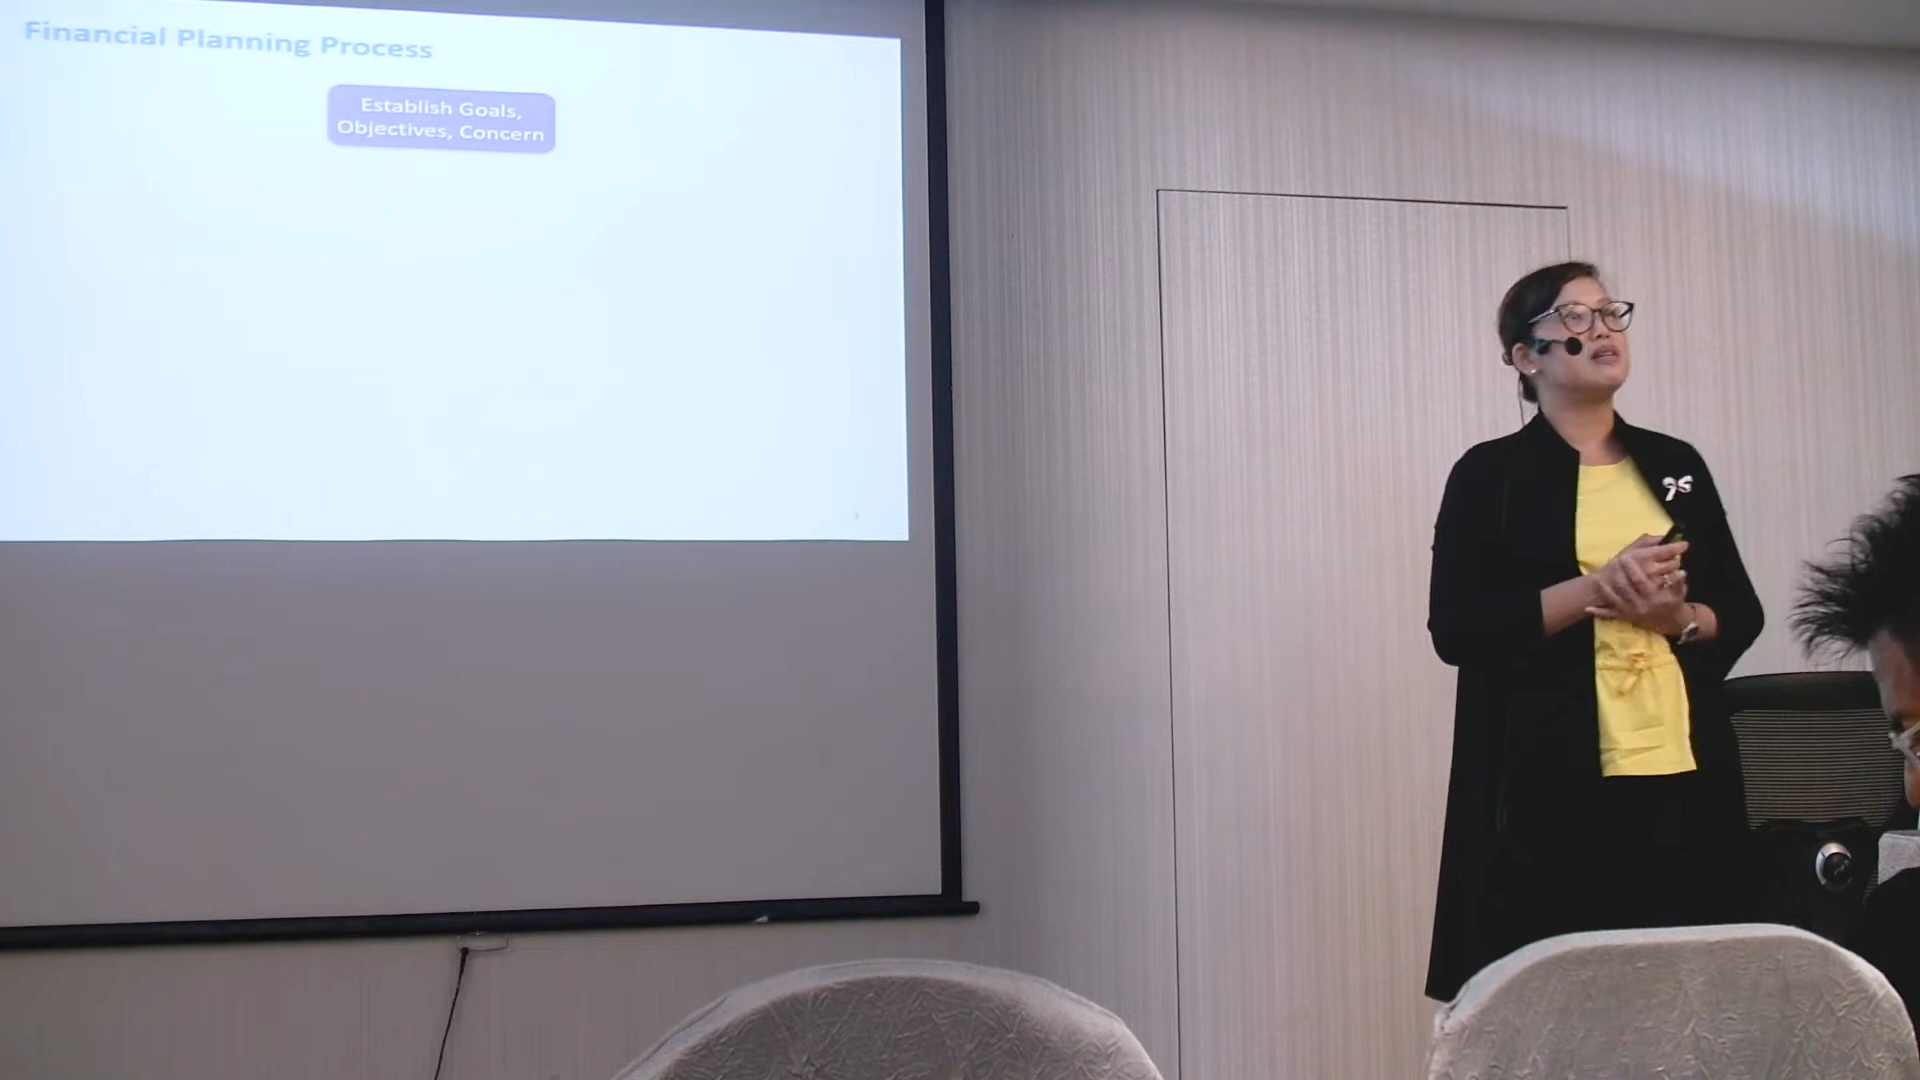 Financial Planning Process
Establish Goals,
Objectives, Concern